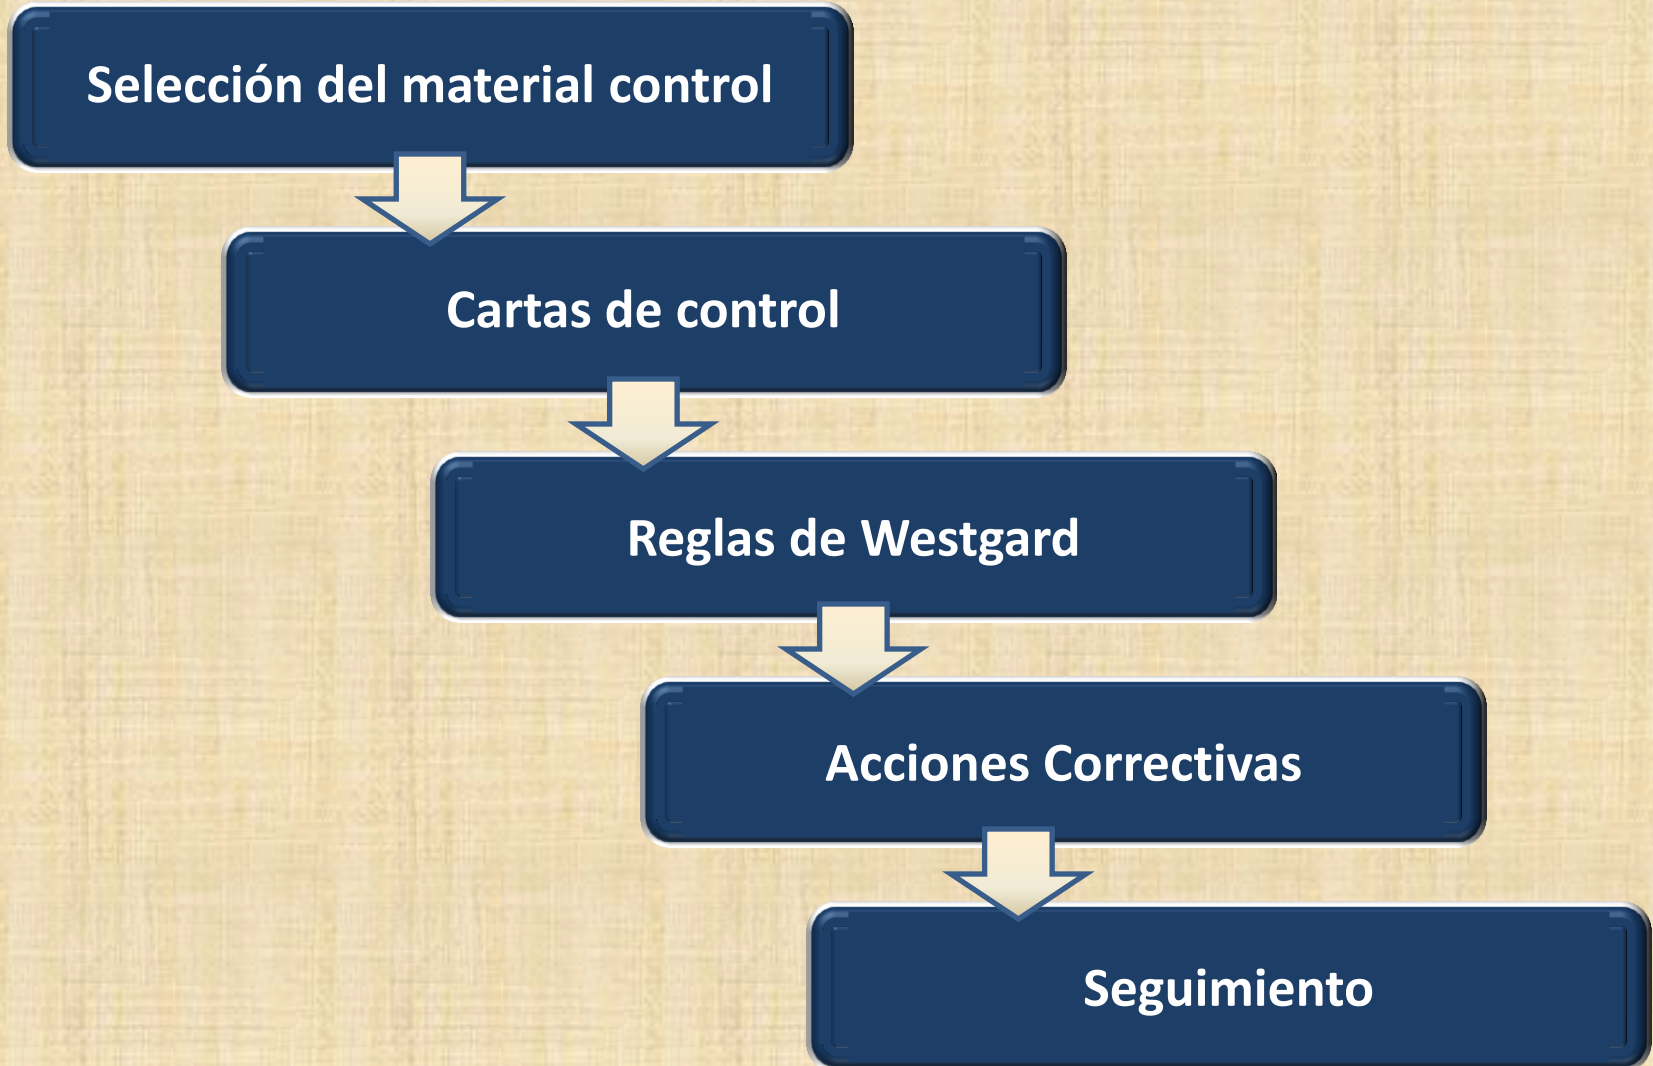 Selección del material control
Cartas de control
Reglas de Westgard
Acciones Correctivas
Seguimiento